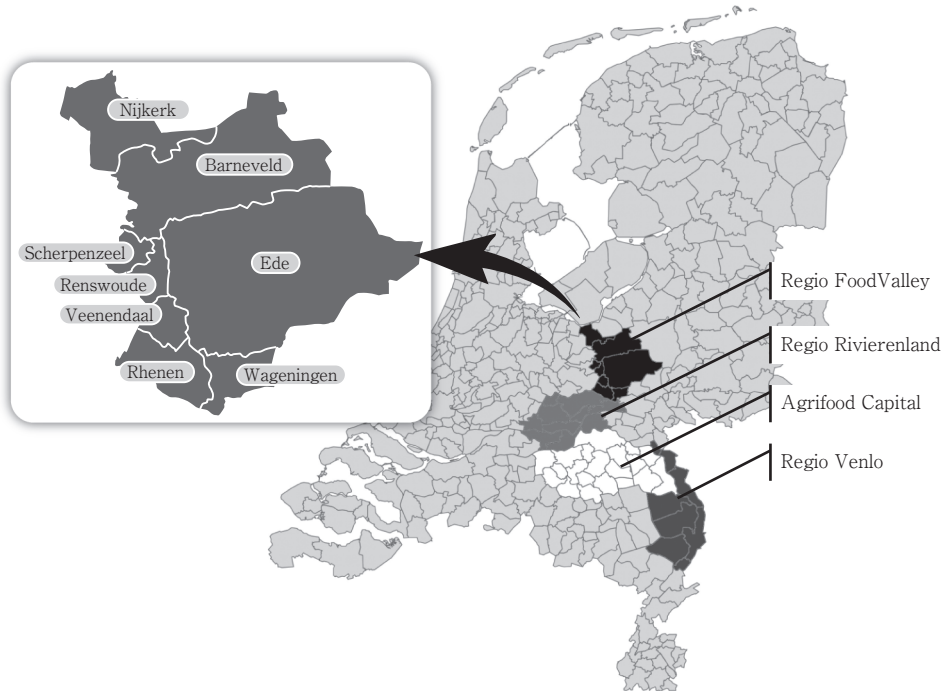 Nijkerk
Barneveld
Scherpenzeel
Ede
Renswoude
Veenendaal
Rhenen
Wageningen
Regio FoodValley
Regio Rivierenland
Agrifood Capital
Regio Venlo